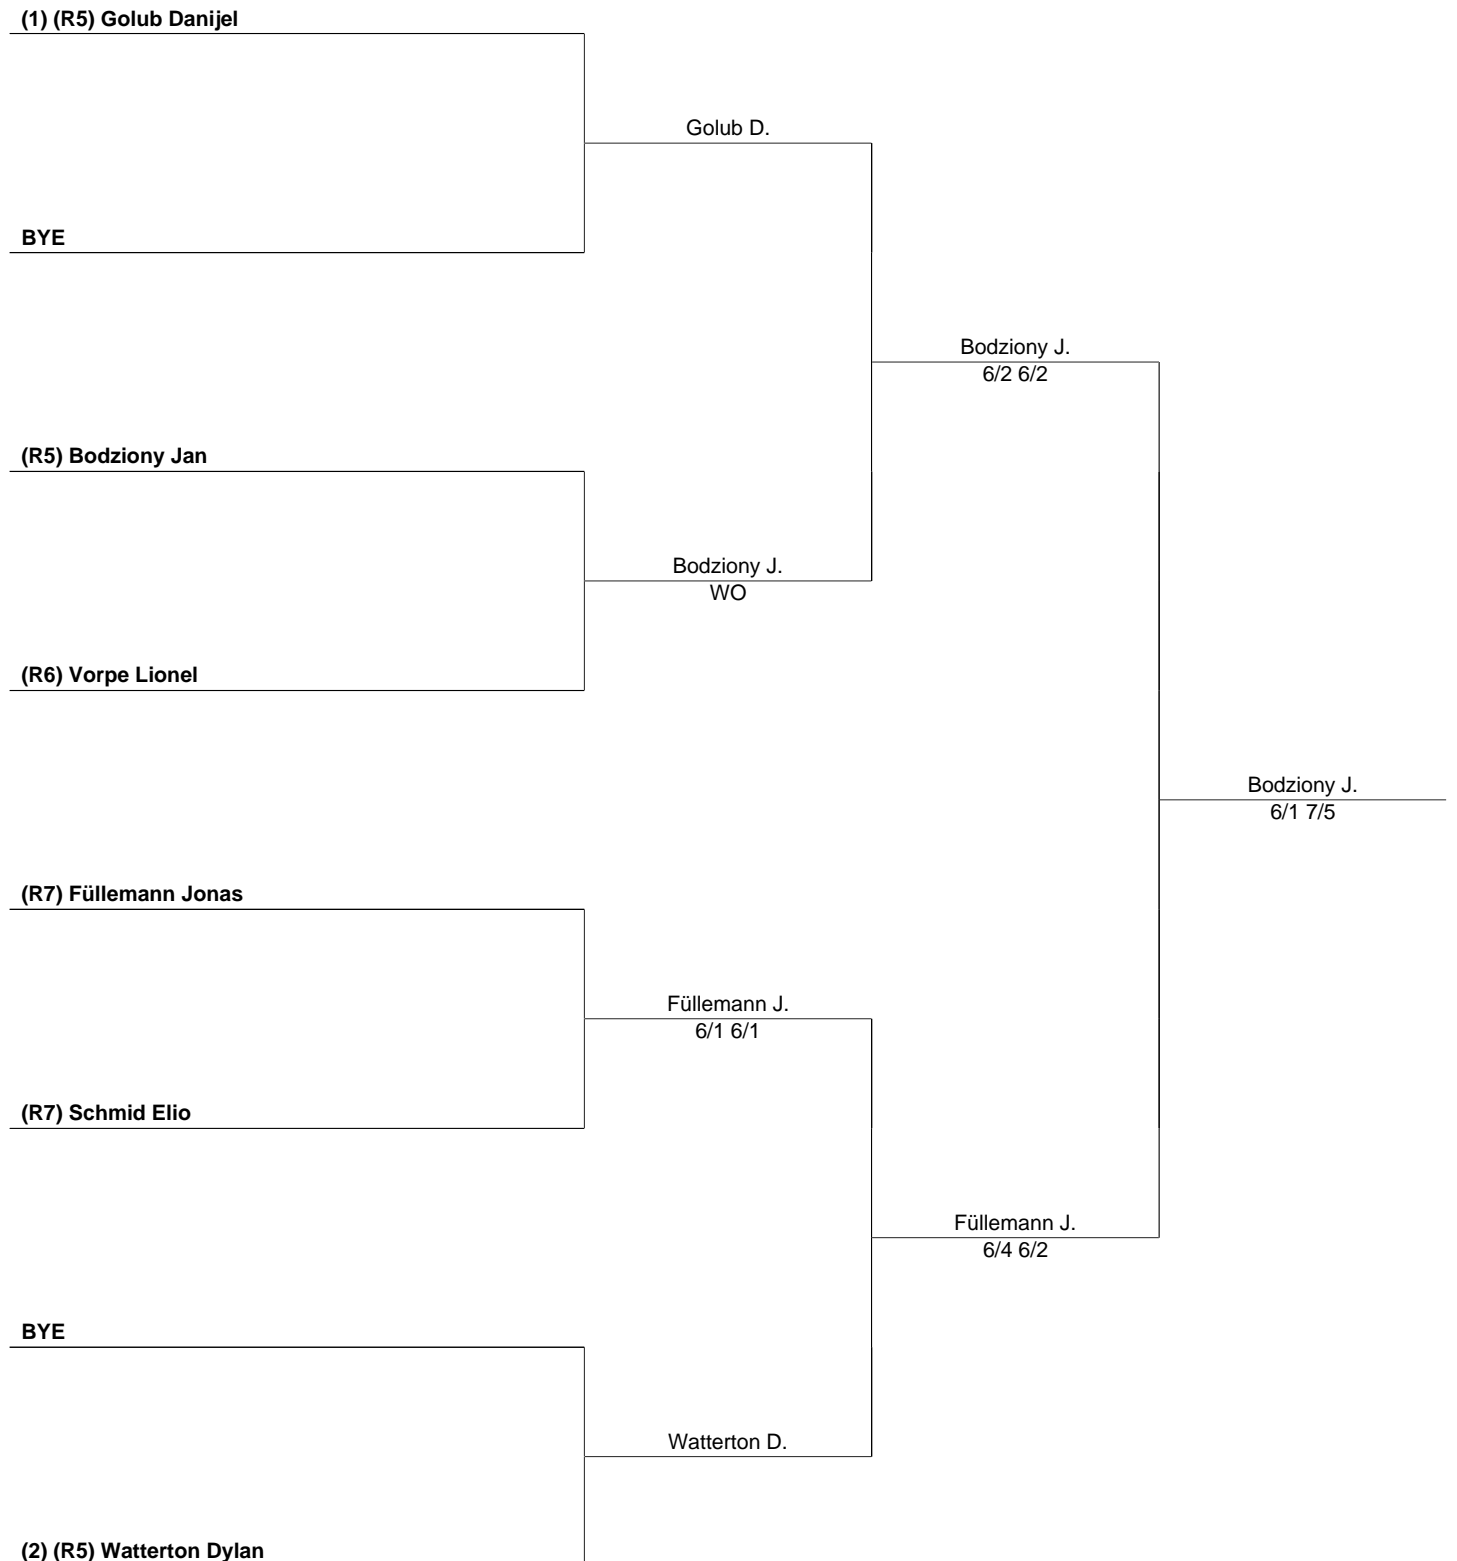 (1) (R5) Golub Danijel
Golub D.
BYE
Bodziony J.
6/2 6/2
(R5) Bodziony Jan
Bodziony J.
WO
(R6) Vorpe Lionel
Bodziony J.
6/1 7/5
(R7) Füllemann Jonas
Füllemann J.
6/1 6/1
(R7) Schmid Elio
Füllemann J.
6/4 6/2
BYE
Watterton D.
(2) (R5) Watterton Dylan